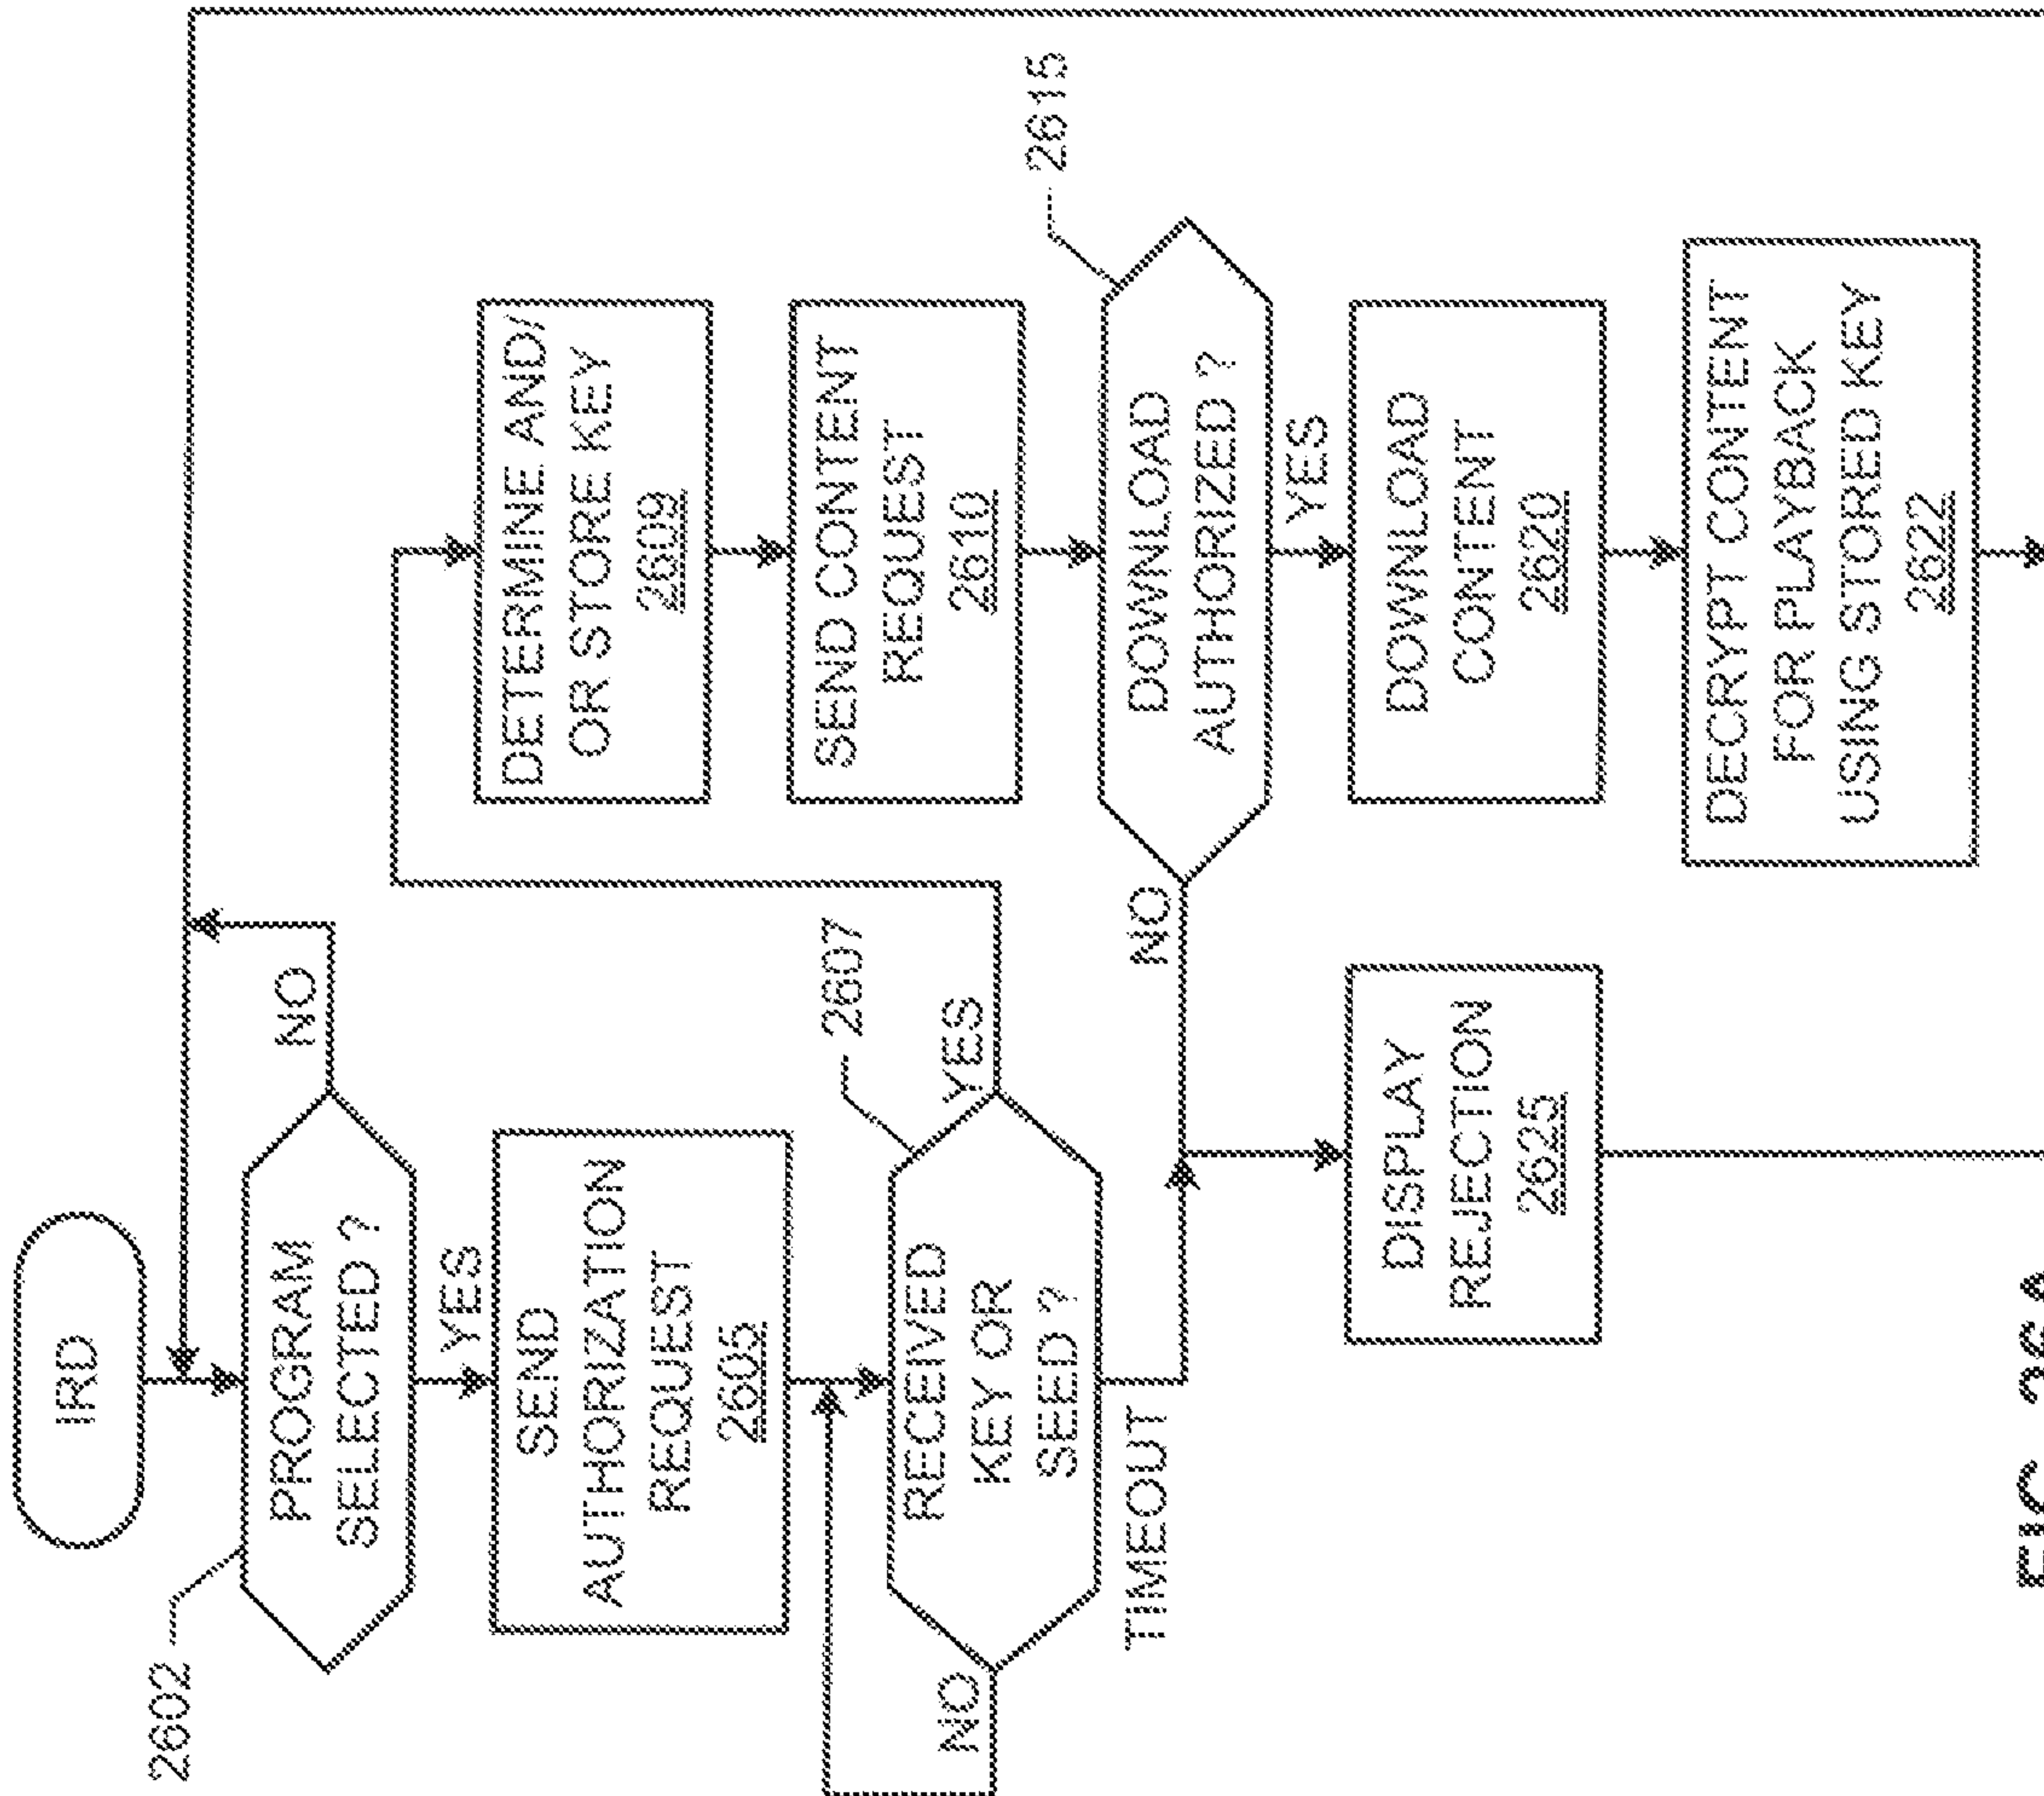 IRD
2602
PROGRAM
SELECTED ?
NO
YES
SEND
AUTHORIZATION
REQUEST
2605
2607
RECEIVED
KEY OR
SEED ?
NO
YES
TIMEOUT
DETERMINE AND/
OR STORE KEY
2609
SEND CONTENT
REQUEST
2610
2615
DOWNLOAD
AUTHORIZED ?
NO
YES
DISPLAY
REJECTION
2625
DOWNLOAD
CONTENT
2620
DECRYPT CONTENT
FOR PLAYBACK
USING STORED KEY
2622